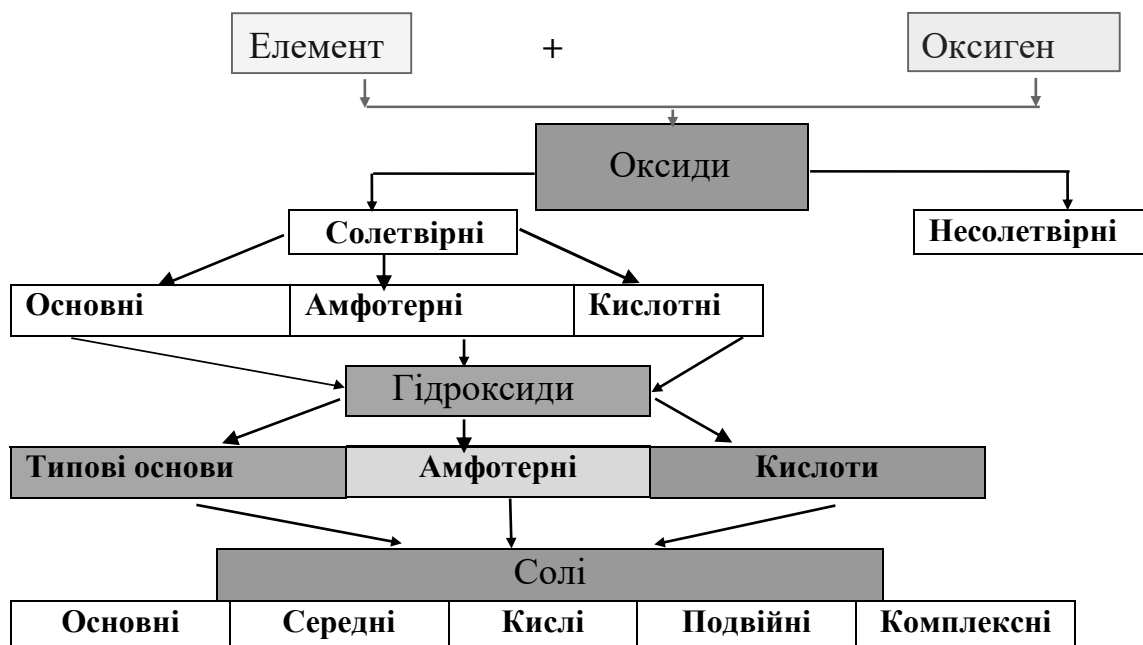 Елемент + Оксиген
Оксиди
Солетвірні Несолетвірні
Основні Амфотерні Кислотні
Гідроксиди
Типові основи Амфотерні Кислоти
Солі
Основні Середні Кислі Подвійні Комплексні